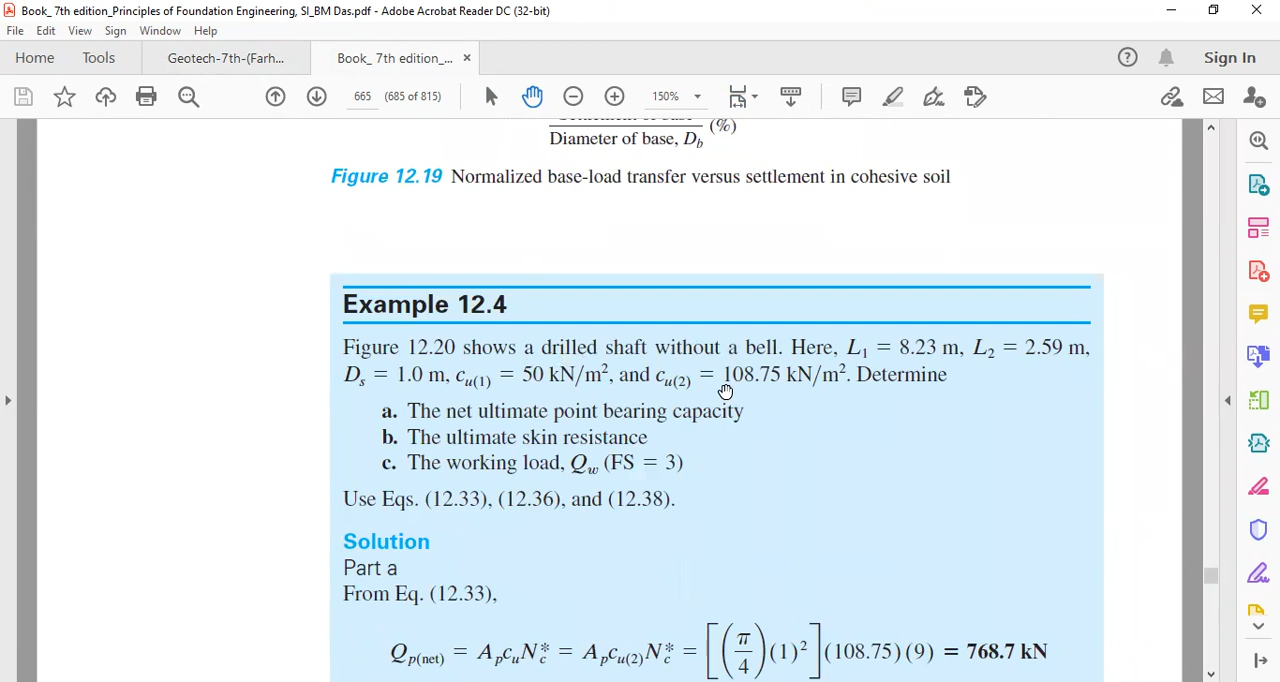 Book_ 7th edition_Principles of Foundation Engineering, SI_BM Das.pdf - Adobe Acrobat Reader DC (32-bit)
File Edit View Sign Window Help
Home Tools Geotech-7th-(Farh... Book_ 7th edition_... × Sign In
665 (685 of 815) 150%
Diameter of base, D_b (%)
Figure 12.19 Normalized base-load transfer versus settlement in cohesive soil
Example 12.4
Figure 12.20 shows a drilled shaft without a bell. Here, L₁ = 8.23 m, L₂ = 2.59 m,
D_s = 1.0 m, c_u(1) = 50 kN/m², and c_u(2) = 108.75 kN/m². Determine
a. The net ultimate point bearing capacity
b. The ultimate skin resistance
c. The working load, Q_w (FS = 3)
Use Eqs. (12.33), (12.36), and (12.38).
Solution
Part a
From Eq. (12.33),
Q_p(net) = A_p c_u N_c* = A_p c_u(2) N_c* = [(π/4)(1)²](108.75)(9) = 768.7 kN